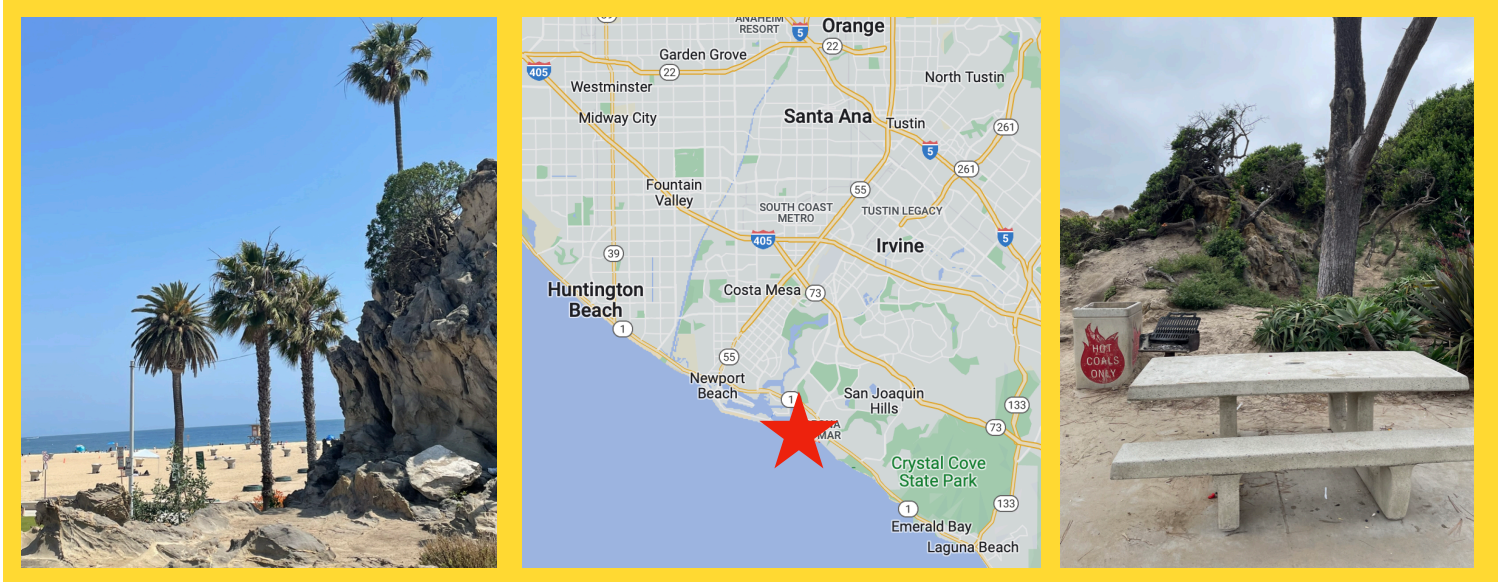 ANAHEIM
RESORT
5
Orange
22
Garden Grove
22
405
Westminster
North Tustin
Midway City
Santa Ana
Tustin
261
5
261
Fountain
Valley
55
SOUTH COAST
METRO
TUSTIN LEGACY
405
5
Irvine
39
Huntington
Beach
Costa Mesa
73
1
133
55
Newport
Beach
San Joaquin
Hills
1
133
73
MAR
Crystal Cove
State Park
133
1
Emerald Bay
Laguna Beach
HOT
COALS
ONLY